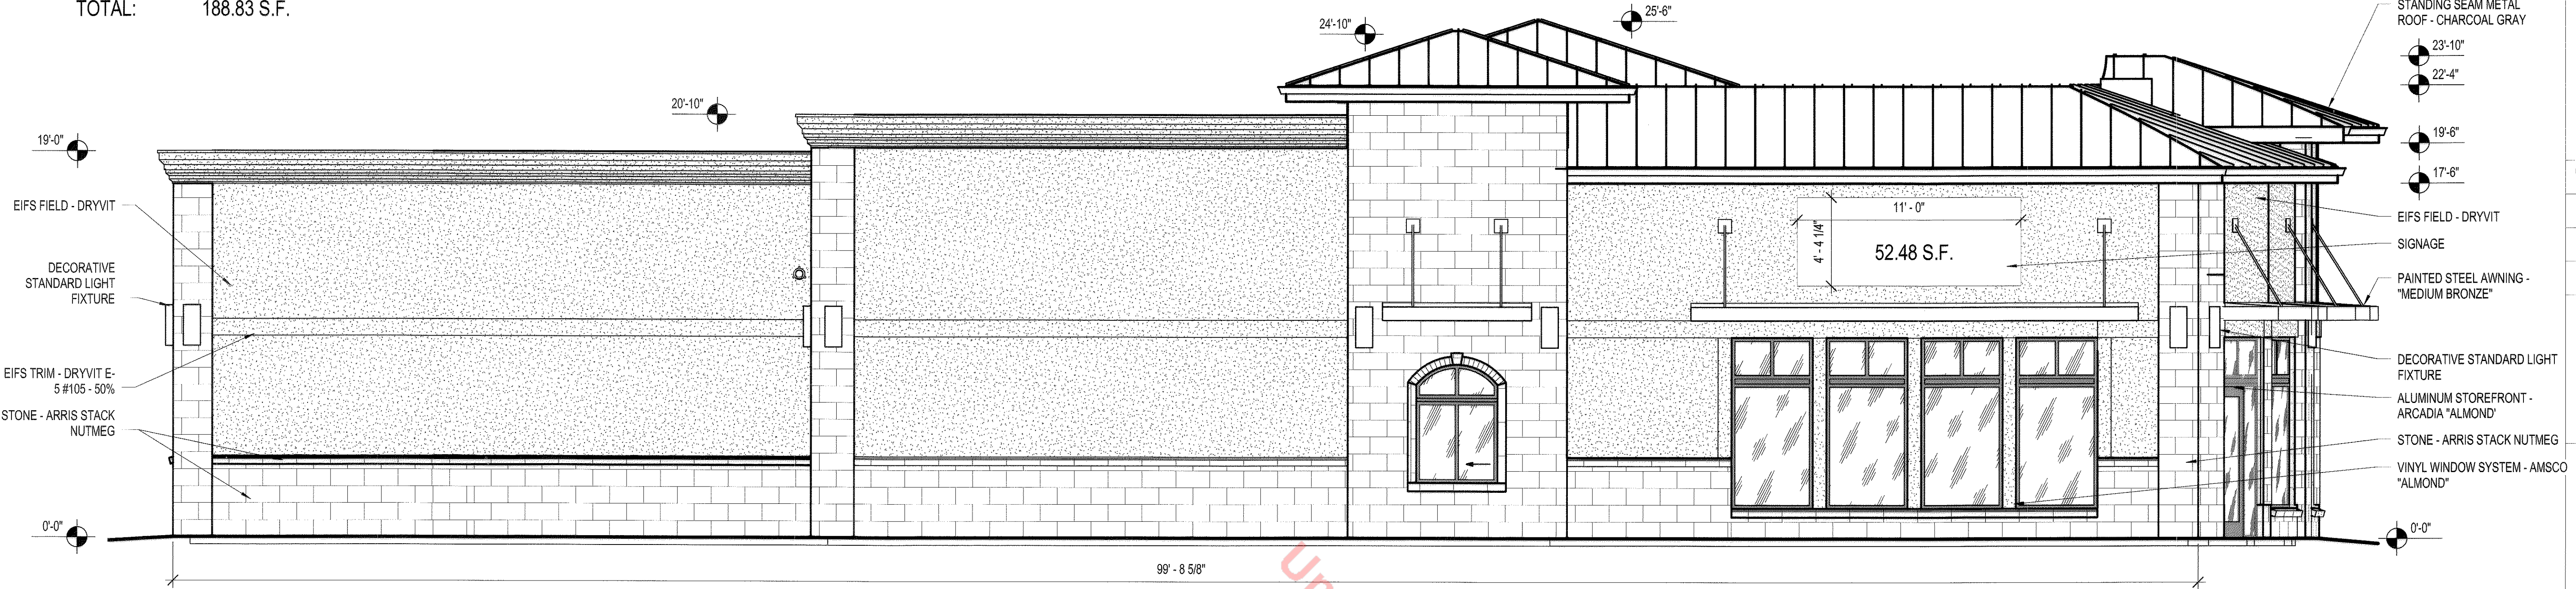 TOTAL: 188.83 S.F.
24'-10"
25'-6"
STANDING SEAM METAL
ROOF - CHARCOAL GRAY
23'-10"
22'-4"
20'-10"
19'-0"
19'-6"
17'-6"
EIFS FIELD - DRYVIT
DECORATIVE
STANDARD LIGHT
FIXTURE
EIFS TRIM - DRYVIT E-
5 #105 - 50%
STONE - ARRIS STACK
NUTMEG
0'-0"
11' - 0"
4' - 4 1/4"
52.48 S.F.
EIFS FIELD - DRYVIT
SIGNAGE
PAINTED STEEL AWNING -
"MEDIUM BRONZE"
DECORATIVE STANDARD LIGHT
FIXTURE
ALUMINUM STOREFRONT -
ARCADIA "ALMOND'
STONE - ARRIS STACK NUTMEG
VINYL WINDOW SYSTEM - AMSCO
"ALMOND"
0'-0"
99' - 8 5/8"